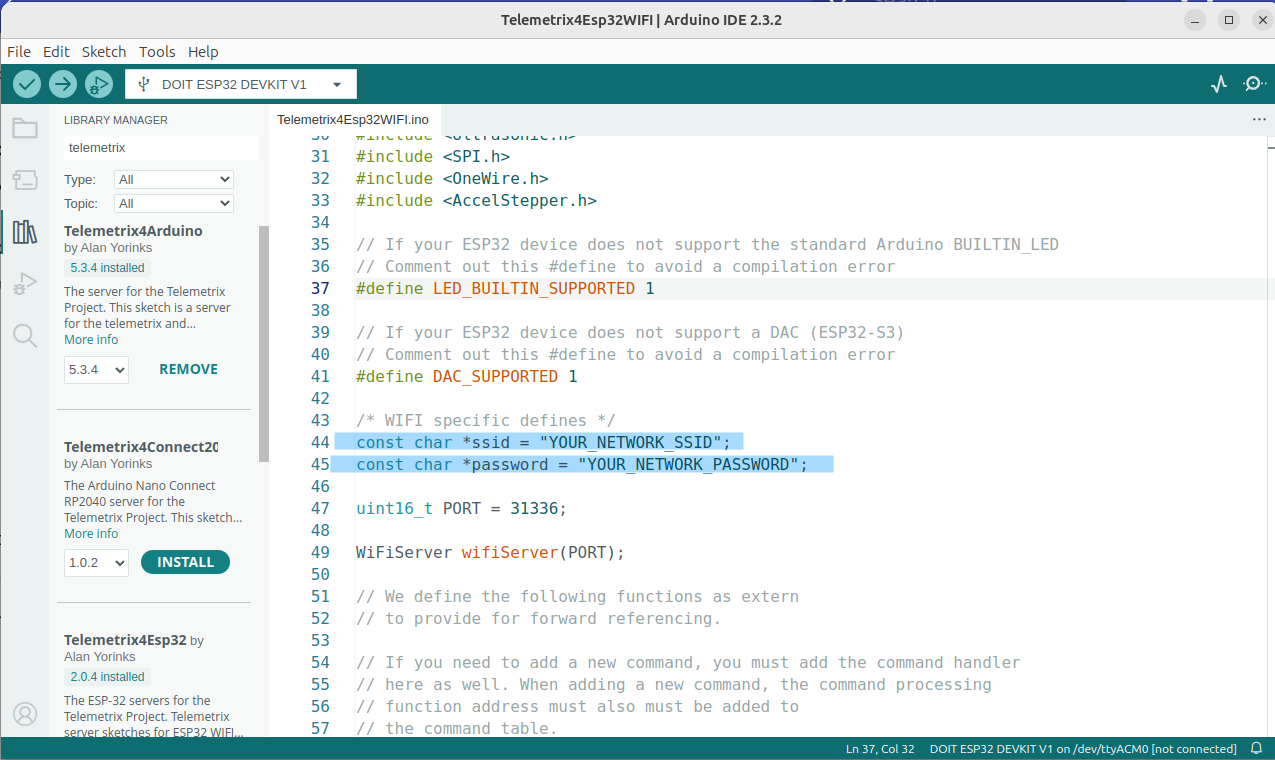 Telemetrix4Esp32WIFI | Arduino IDE 2.3.2
File Edit Sketch Tools Help
DOIT ESP32 DEVKIT V1
LIBRARY MANAGER
telemetrix
Type: All
Topic: All
Telemetrix4Arduino
by Alan Yorinks
5.3.4 installed
The server for the Telemetrix
Project. This sketch is a server
for the telemetrix and...
More info
5.3.4 REMOVE
Telemetrix4Connect20
by Alan Yorinks
The Arduino Nano Connect
RP2040 server for the
Telemetrix Project. This sketch...
More info
1.0.2 INSTALL
Telemetrix4Esp32 by
Alan Yorinks
2.0.4 installed
The ESP-32 servers for the
Telemetrix Project. Telemetrix
server sketches for ESP32 WIFI...
Telemetrix4Esp32WIFI.ino
30 #include <Ultrasonic.h>
31 #include <SPI.h>
32 #include <OneWire.h>
33 #include <AccelStepper.h>
34
35 // If your ESP32 device does not support the standard Arduino BUILTIN_LED
36 // Comment out this #define to avoid a compilation error
37 #define LED_BUILTIN_SUPPORTED 1
38
39 // If your ESP32 device does not support a DAC (ESP32-S3)
40 // Comment out this #define to avoid a compilation error
41 #define DAC_SUPPORTED 1
42
43 /* WIFI specific defines */
44 const char *ssid = "YOUR_NETWORK_SSID";
45 const char *password = "YOUR_NETWORK_PASSWORD";
46
47 uint16_t PORT = 31336;
48
49 WiFiServer wifiServer(PORT);
50
51 // We define the following functions as extern
52 // to provide for forward referencing.
53
54 // If you need to add a new command, you must add the command handler
55 // here as well. When adding a new command, the command processing
56 // function address must also must be added to
57 // the command table.
Ln 37, Col 32 DOIT ESP32 DEVKIT V1 on /dev/ttyACM0 [not connected]